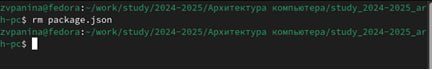 zvpanina@fedora:~/work/study/2024-2025/Архитектура компьютера/study_2024-2025_ar
h-pc$ rm package.json
zvpanina@fedora:~/work/study/2024-2025/Архитектура компьютера/study_2024-2025_ar
h-pc$